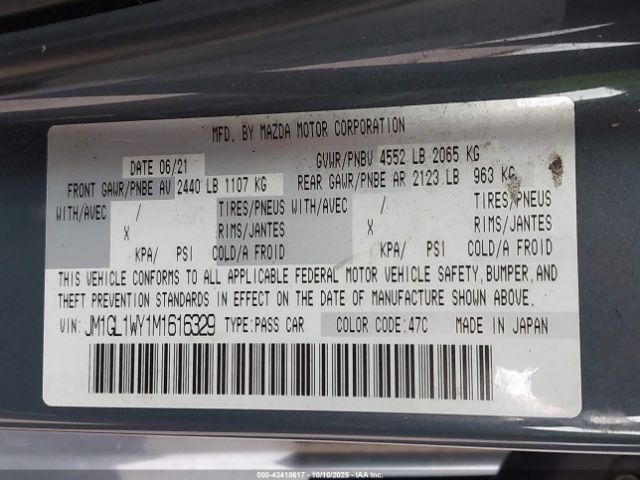 MFD. BY MAZDA MOTOR CORPORATION
DATE 06/21 GVWR/PNBV 4552 LB 2065 KG
FRONT GAWR/PNBE AV 2440 LB 1107 KG REAR GAWR/PNBE AR 2123 LB 963 KG
WITH/AVEC / TIRES/PNEUS WITH/AVEC / TIRES/PNEUS
X RIMS/JANTES X RIMS/JANTES
KPA/ PSI COLD/A FROID KPA/ PSI COLD/A FROID
THIS VEHICLE CONFORMS TO ALL APPLICABLE FEDERAL MOTOR VEHICLE SAFETY, BUMPER, AND
THEFT PREVENTION STANDARDS IN EFFECT ON THE DATE OF MANUFACTURE SHOWN ABOVE.
VIN: JM1GL1WY1M1616329 TYPE: PASS CAR COLOR CODE: 47C MADE IN JAPAN
000-43418617 - 10/10/2025 - IAA Inc.